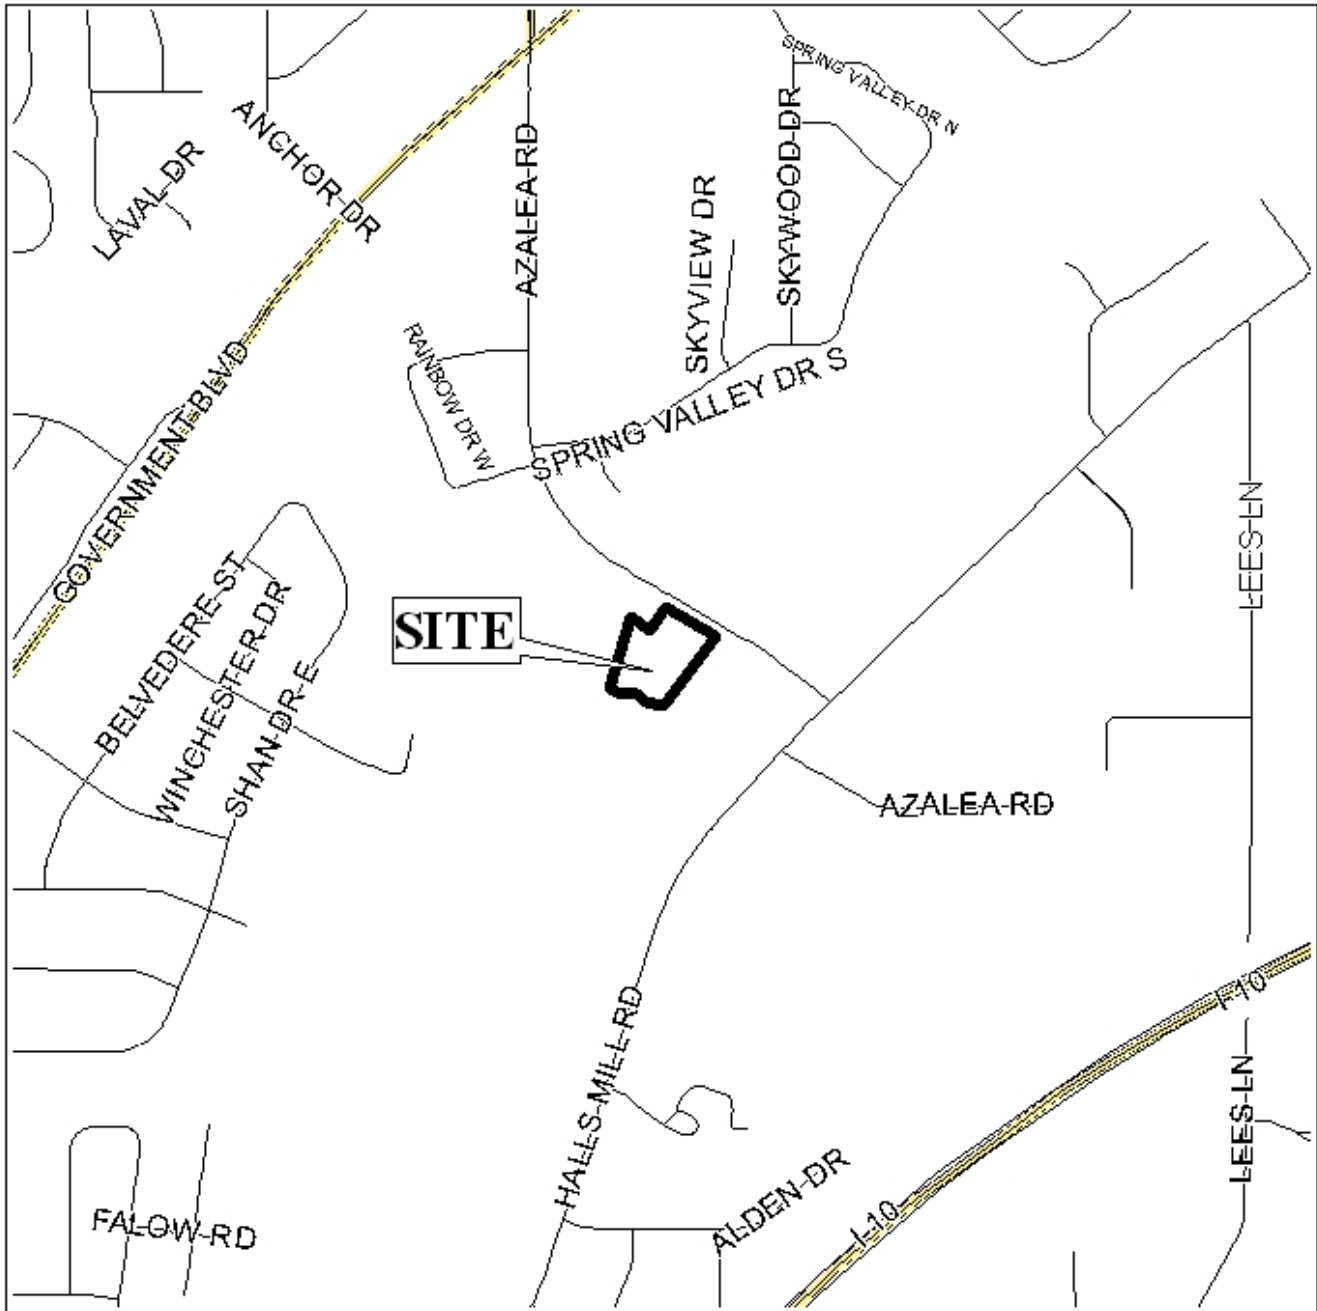 SPRING VALLEY DR N
ANCHOR DR
LAVAL DR
AZALEA RD
SKYWOOD DR
SKYVIEW DR
RAINBOW DR W
GOVERNMENT BLVD
SPRING VALLEY DR S
LEES LN
BELVEDERE ST
WINCHESTER DR
SHAN DR E
SITE
AZALEA RD
I-10
HALLS MILL RD
LEES LN
ALDEN DR
I-10
FALOW RD